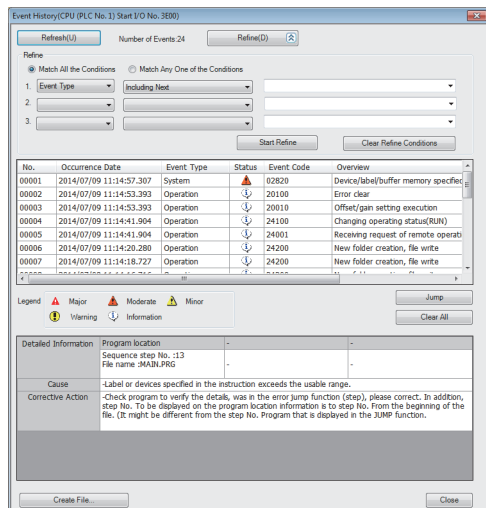 Event History(CPU (PLC No. 1) Start I/O No. 3E00)
Refresh(U) Number of Events:24 Refine(D)
Refine
Match All the Conditions Match Any One of the Conditions
1. Event Type Including Next
2.
3.
Start Refine Clear Refine Conditions
No. Occurrence Date Event Type Status Event Code Overview
00001 2014/07/09 11:14:57.307 System 02820 Device/label/buffer memory specified
00002 2014/07/09 11:14:53.393 Operation 20100 Error clear
00003 2014/07/09 11:14:53.393 Operation 20010 Offset/gain setting execution
00004 2014/07/09 11:14:41.904 Operation 24100 Changing operating status(RUN)
00005 2014/07/09 11:14:41.904 Operation 24001 Receiving request of remote operati
00006 2014/07/09 11:14:20.280 Operation 24200 New folder creation, file write
00007 2014/07/09 11:14:18.727 Operation 24200 New folder creation, file write
Legend Major Moderate Minor
Warning Information
Jump
Clear All
Detailed Information Program location - -
Sequence step No. :13
File name :MAIN.PRG - -
Cause -Label or devices specified in the instruction exceeds the usable range.
Corrective Action -Check program to verify the details, was in the error jump function (step), please correct. In addition,
step No. To be displayed on the program location information is to step No. From the beginning of the
file. (It might be different from the step No. Program that is displayed in the JUMP function.
Create File... Close